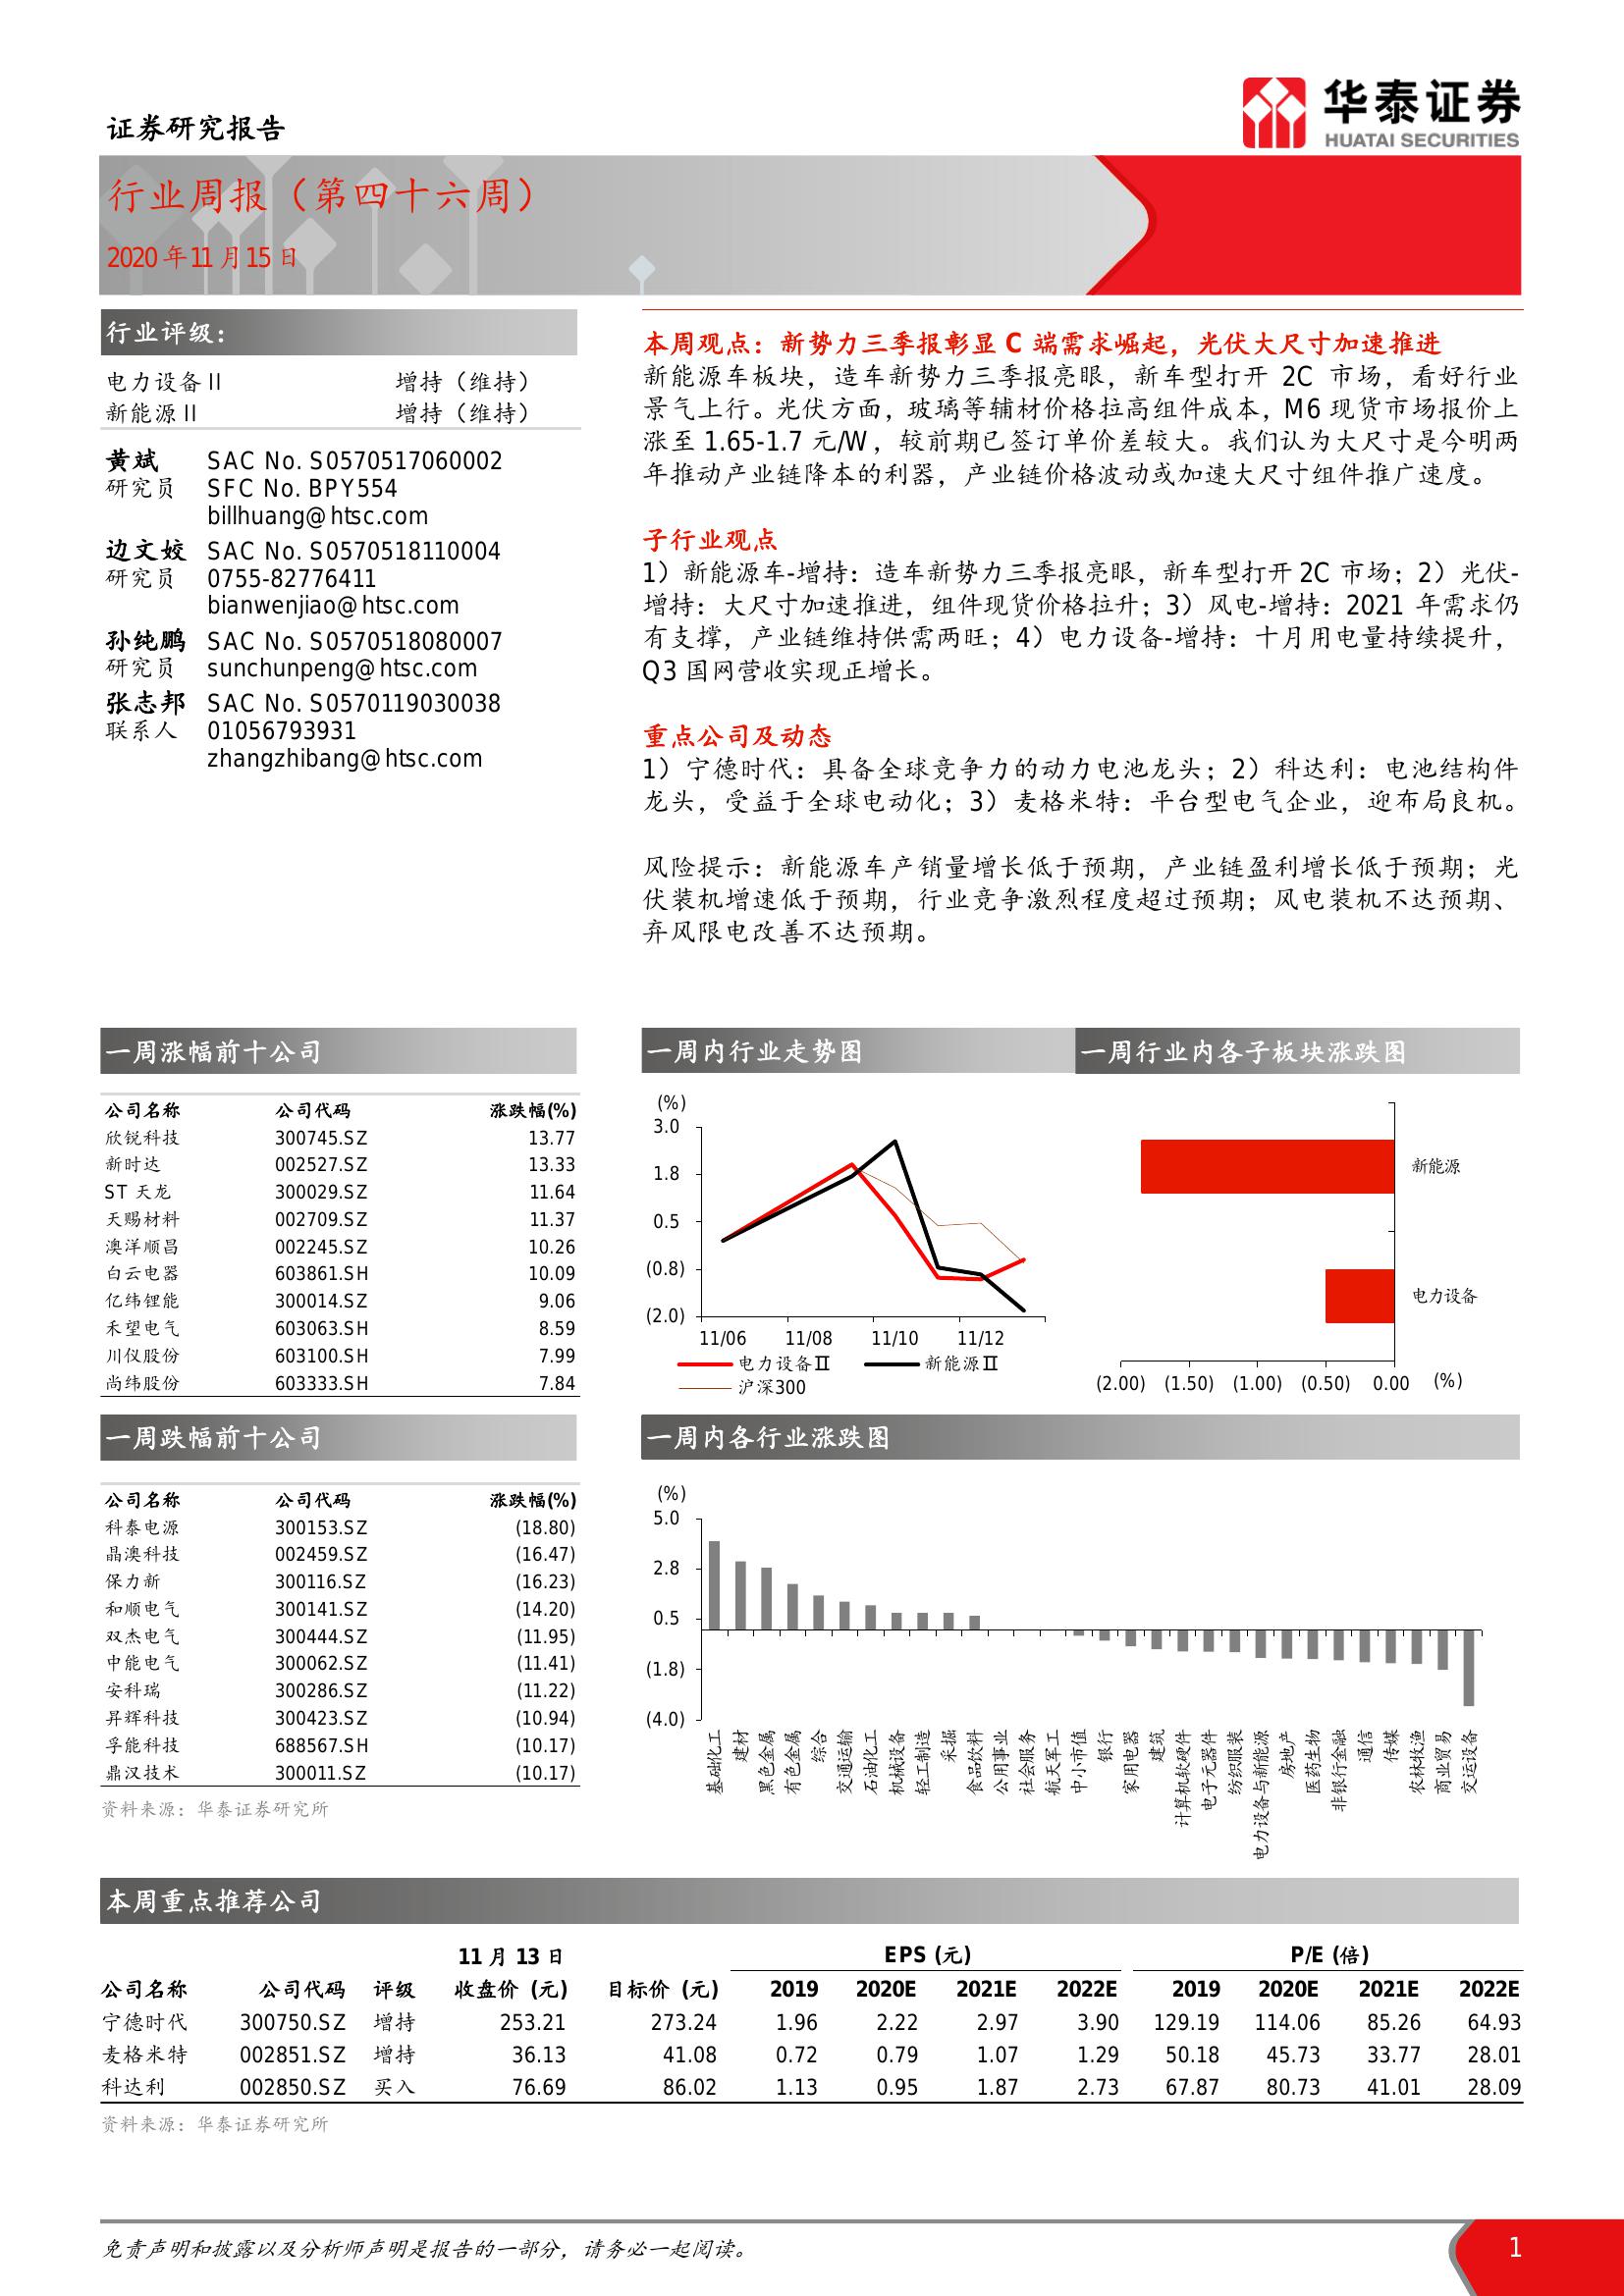 证券研究报告
华泰证券
HUATAI SECURITIES
行业周报（第四十六周）
2020 年 11 月 15 日
行业评级：
电力设备 II 增持（维持）
新能源 II 增持（维持）
黄斌 SAC No. S0570517060002
研究员 SFC No. BPY554
billhuang@htsc.com
边文姣 SAC No. S0570518110004
研究员 0755-82776411
bianwenjiao@htsc.com
孙纯鹏 SAC No. S0570518080007
研究员 sunchunpeng@htsc.com
张志邦 SAC No. S0570119030038
联系人 01056793931
zhangzhibang@htsc.com
本周观点：新势力三季报彰显 C 端需求崛起，光伏大尺寸加速推进
新能源车板块，造车新势力三季报亮眼，新车型打开 2C 市场，看好行业
景气上行。光伏方面，玻璃等辅材价格拉高组件成本，M6 现货市场报价上
涨至 1.65-1.7 元/W，较前期已签订单价差较大。我们认为大尺寸是今明两
年推动产业链降本的利器，产业链价格波动或加速大尺寸组件推广速度。
子行业观点
1）新能源车-增持：造车新势力三季报亮眼，新车型打开 2C 市场；2）光伏-
增持：大尺寸加速推进，组件现货价格拉升；3）风电-增持：2021 年需求仍
有支撑，产业链维持供需两旺；4）电力设备-增持：十月用电量持续提升，
Q3 国网营收实现正增长。
重点公司及动态
1）宁德时代：具备全球竞争力的动力电池龙头；2）科达利：电池结构件
龙头，受益于全球电动化；3）麦格米特：平台型电气企业，迎布局良机。
风险提示：新能源车产销量增长低于预期，产业链盈利增长低于预期；光
伏装机增速低于预期，行业竞争激烈程度超过预期；风电装机不达预期、
弃风限电改善不达预期。
一周涨幅前十公司
公司名称 公司代码 涨跌幅(%)
欣锐科技 300745.SZ 13.77
新时达 002527.SZ 13.33
ST 天龙 300029.SZ 11.64
天赐材料 002709.SZ 11.37
澳洋顺昌 002245.SZ 10.26
白云电器 603861.SH 10.09
亿纬锂能 300014.SZ 9.06
禾望电气 603063.SH 8.59
川仪股份 603100.SH 7.99
尚纬股份 603333.SH 7.84
一周跌幅前十公司
公司名称 公司代码 涨跌幅(%)
科泰电源 300153.SZ (18.80)
晶澳科技 002459.SZ (16.47)
保力新 300116.SZ (16.23)
和顺电气 300141.SZ (14.20)
双杰电气 300444.SZ (11.95)
中能电气 300062.SZ (11.41)
安科瑞 300286.SZ (11.22)
昇辉科技 300423.SZ (10.94)
孚能科技 688567.SH (10.17)
鼎汉技术 300011.SZ (10.17)
资料来源：华泰证券研究所
一周内行业走势图
(%)
3.0
1.8
0.5
(0.8)
(2.0)
11/06 11/08 11/10 11/12
电力设备Ⅱ 新能源Ⅱ
沪深300
一周行业内各子板块涨跌图
新能源
电力设备
(2.00) (1.50) (1.00) (0.50) 0.00 (%)
一周内各行业涨跌图
(%)
5.0
2.8
0.5
(1.8)
(4.0)
基础化工
建材
黑色金属
有色金属
综合
交通运输
石油化工
机械设备
轻工制造
采掘
食品饮料
公用事业
社会服务
航天军工
中小市值
银行
家用电器
建筑
计算机软硬件
电子元器件
纺织服装
电力设备与新能源
房地产
医药生物
非银行金融
通信
传媒
农林牧渔
商业贸易
交运设备
本周重点推荐公司
11 月 13 日 EPS (元) P/E (倍)
公司名称 公司代码 评级 收盘价 (元) 目标价 (元) 2019 2020E 2021E 2022E 2019 2020E 2021E 2022E
宁德时代 300750.SZ 增持 253.21 273.24 1.96 2.22 2.97 3.90 129.19 114.06 85.26 64.93
麦格米特 002851.SZ 增持 36.13 41.08 0.72 0.79 1.07 1.29 50.18 45.73 33.77 28.01
科达利 002850.SZ 买入 76.69 86.02 1.13 0.95 1.87 2.73 67.87 80.73 41.01 28.09
资料来源：华泰证券研究所
免责声明和披露以及分析师声明是报告的一部分，请务必一起阅读。 1